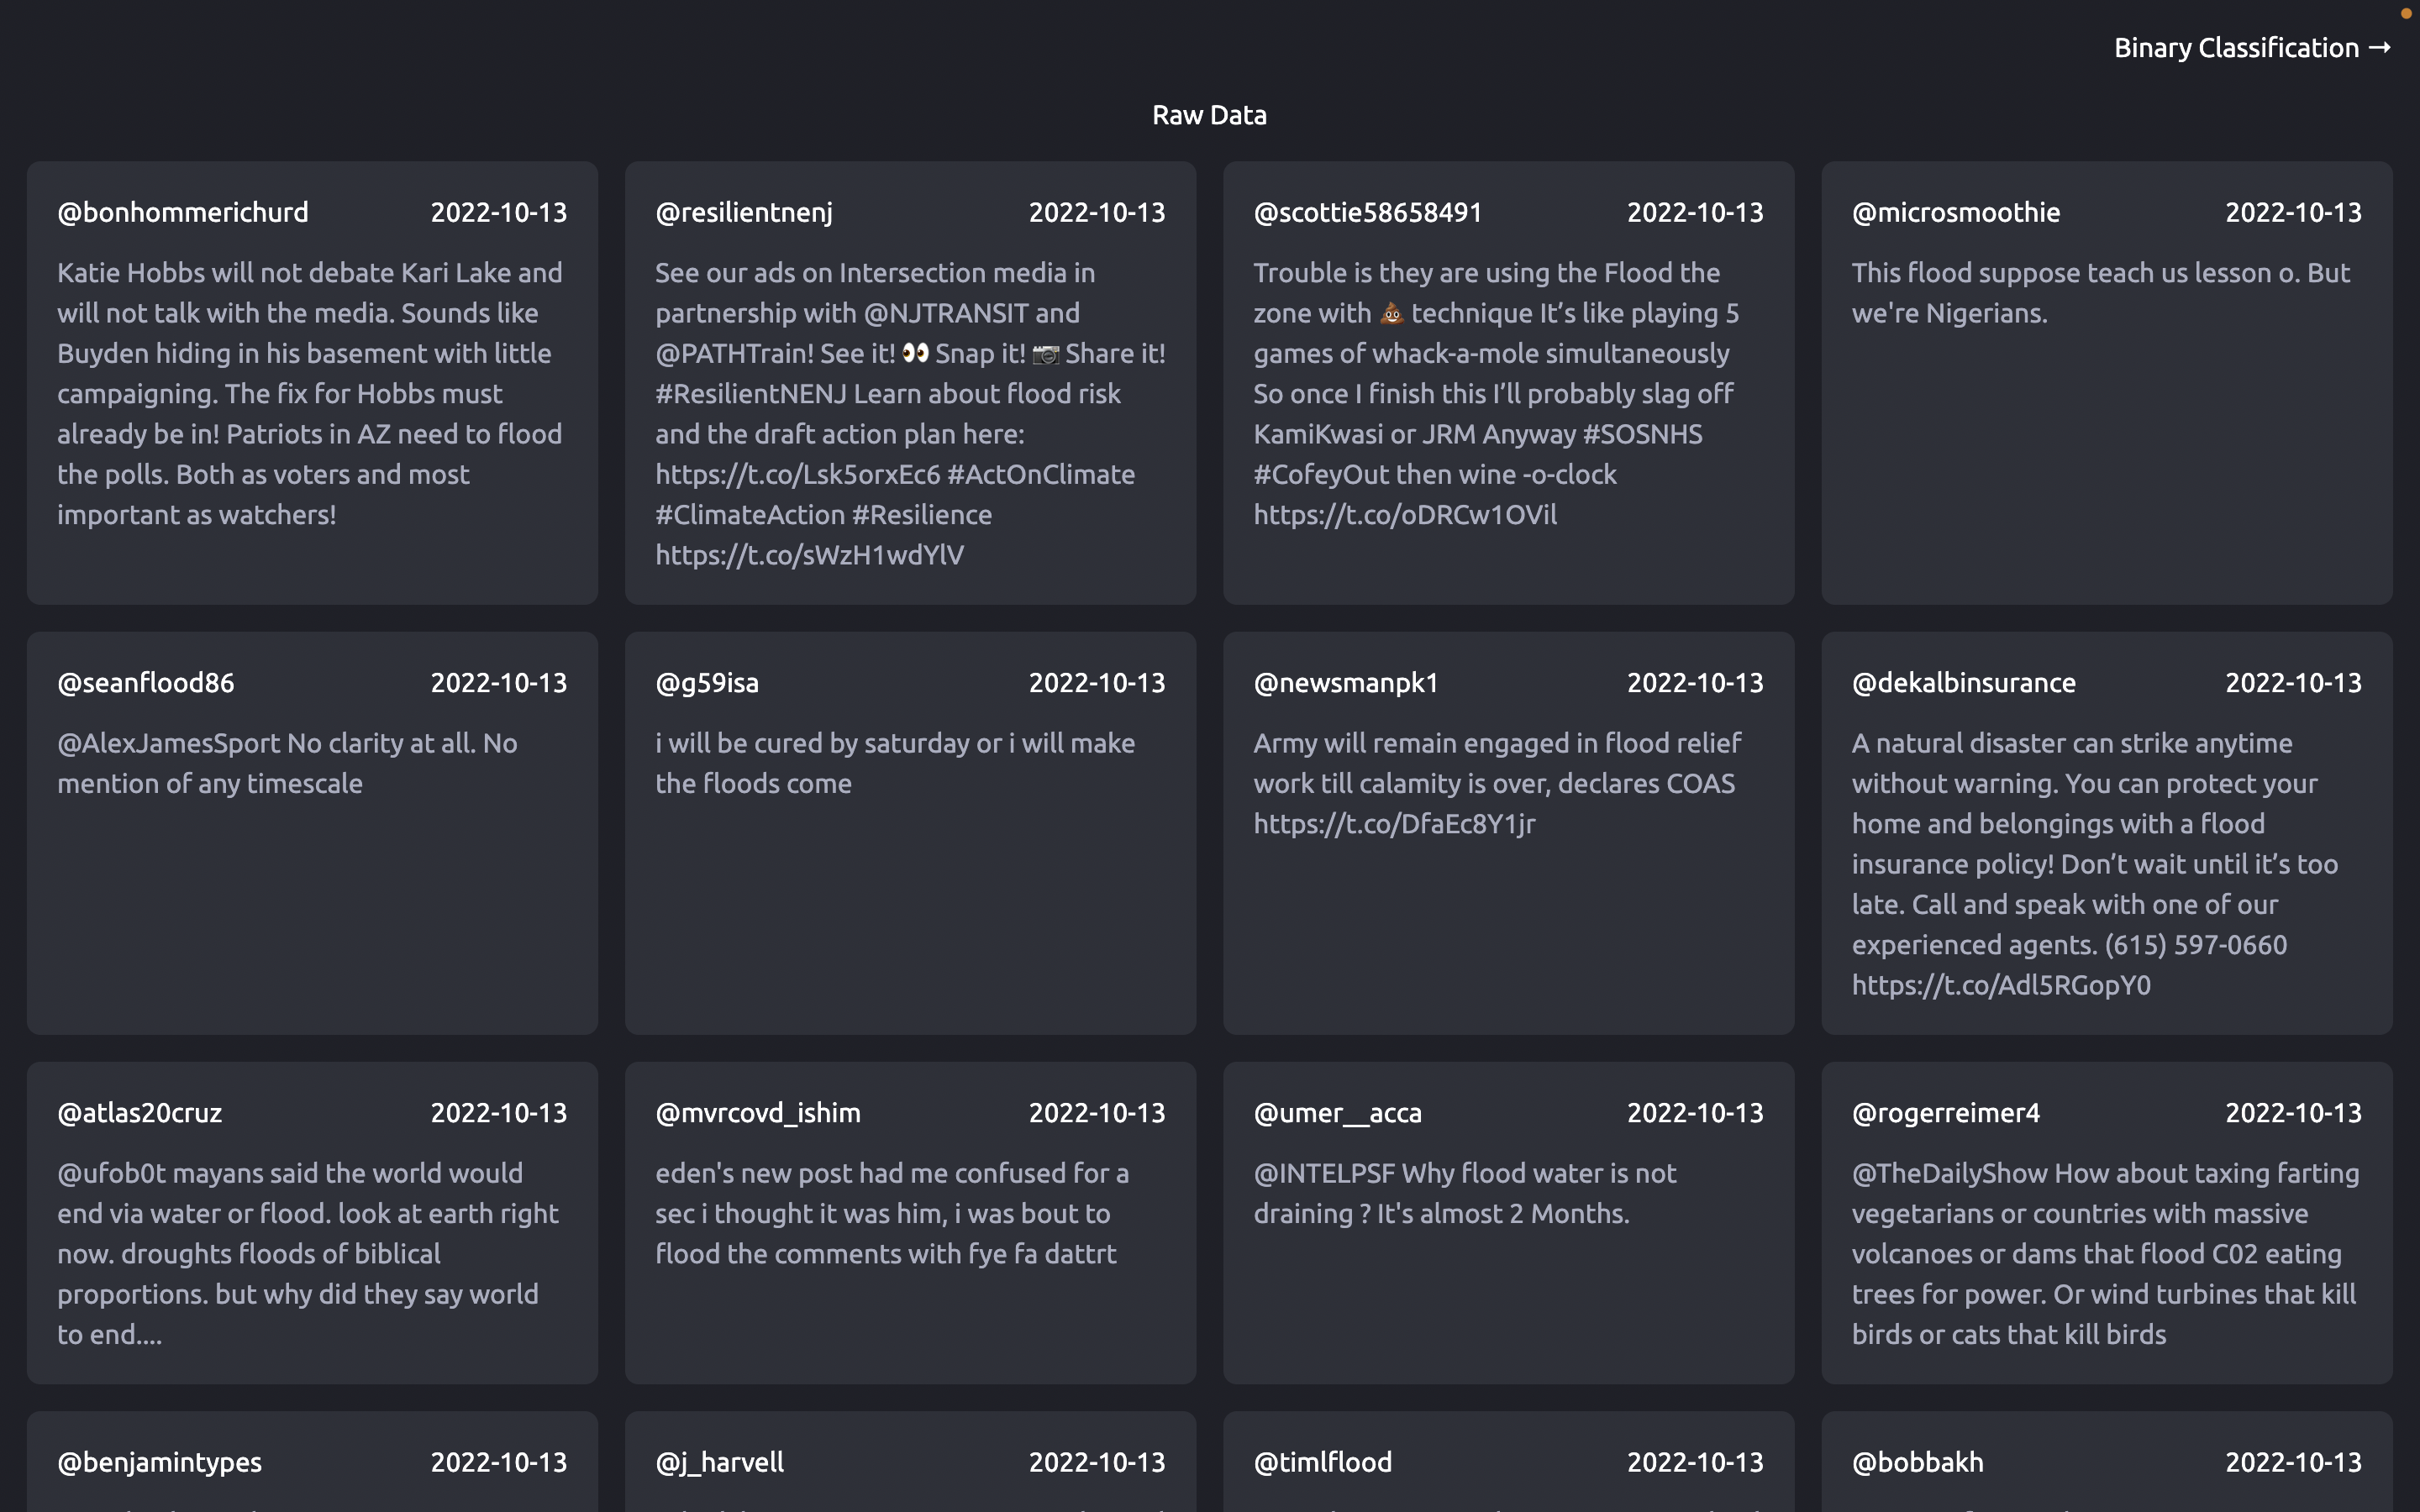 Binary Classification →
Raw Data
@bonhommerichurd 2022-10-13
Katie Hobbs will not debate Kari Lake and
will not talk with the media. Sounds like
Buyden hiding in his basement with little
campaigning. The fix for Hobbs must
already be in! Patriots in AZ need to flood
the polls. Both as voters and most
important as watchers!
@resilientnenj 2022-10-13
See our ads on Intersection media in
partnership with @NJTRANSIT and
@PATHTrain! See it! 👀 Snap it! 📷 Share it!
#ResilientNENJ Learn about flood risk
and the draft action plan here:
https://t.co/Lsk5orxEc6 #ActOnClimate
#ClimateAction #Resilience
https://t.co/sWzH1wdYlV
@scottie58658491 2022-10-13
Trouble is they are using the Flood the
zone with 💩 technique It’s like playing 5
games of whack-a-mole simultaneously
So once I finish this I’ll probably slag off
KamiKwasi or JRM Anyway #SOSNHS
#CofeyOut then wine -o-clock
https://t.co/oDRCw1OVil
@microsmoothie 2022-10-13
This flood suppose teach us lesson o. But
we're Nigerians.
@seanflood86 2022-10-13
@AlexJamesSport No clarity at all. No
mention of any timescale
@g59isa 2022-10-13
i will be cured by saturday or i will make
the floods come
@newsmanpk1 2022-10-13
Army will remain engaged in flood relief
work till calamity is over, declares COAS
https://t.co/DfaEc8Y1jr
@dekalbinsurance 2022-10-13
A natural disaster can strike anytime
without warning. You can protect your
home and belongings with a flood
insurance policy! Don’t wait until it’s too
late. Call and speak with one of our
experienced agents. (615) 597-0660
https://t.co/Adl5RGopY0
@atlas20cruz 2022-10-13
@ufob0t mayans said the world would
end via water or flood. look at earth right
now. droughts floods of biblical
proportions. but why did they say world
to end....
@mvrcovd_ishim 2022-10-13
eden's new post had me confused for a
sec i thought it was him, i was bout to
flood the comments with fye fa dattrt
@umer__acca 2022-10-13
@INTELPSF Why flood water is not
draining ? It's almost 2 Months.
@rogerreimer4 2022-10-13
@TheDailyShow How about taxing farting
vegetarians or countries with massive
volcanoes or dams that flood C02 eating
trees for power. Or wind turbines that kill
birds or cats that kill birds
@benjamintypes 2022-10-13
@j_harvell 2022-10-13
@timlflood 2022-10-13
@bobbakh 2022-10-13